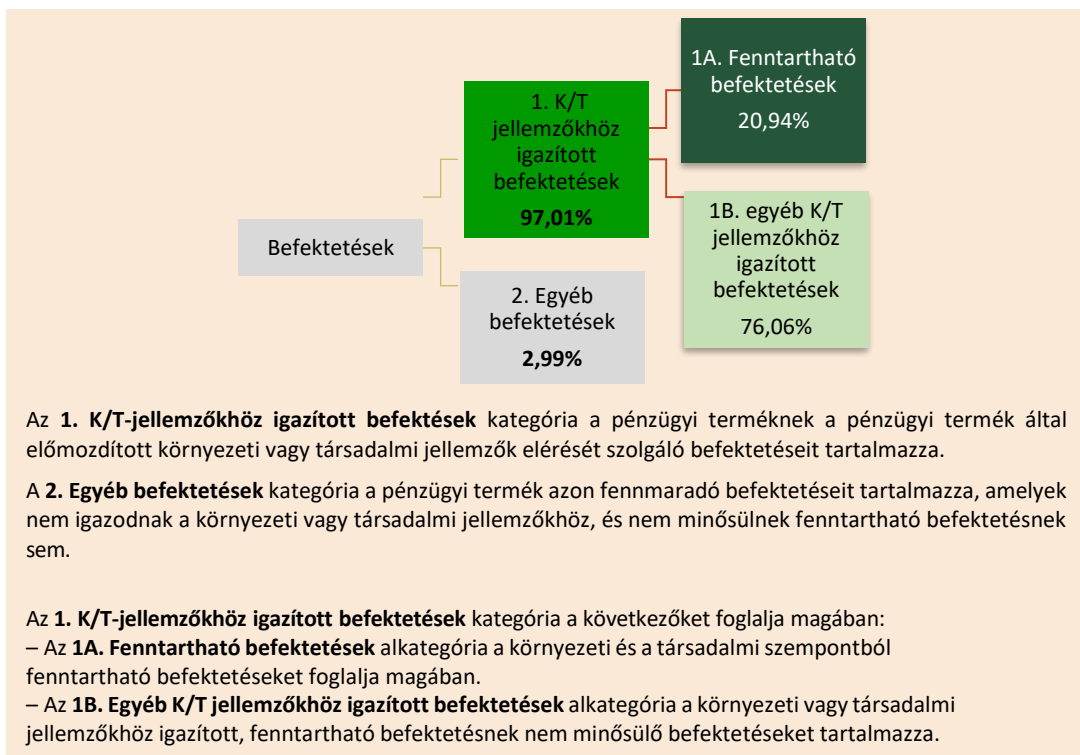 1A. Fenntartható
befektetések
20,94%
1. K/T
jellemzőkhöz
igazított
befektetések
97,01%
1B. egyéb K/T
jellemzőkhöz
igazított
befektetések
76,06%
Befektetések
2. Egyéb
befektetések
2,99%
Az 1. K/T-jellemzőkhöz igazított befektések kategória a pénzügyi terméknek a pénzügyi termék által
előmozdított környezeti vagy társadalmi jellemzők elérését szolgáló befektetéseit tartalmazza.
A 2. Egyéb befektetések kategória a pénzügyi termék azon fennmaradó befektetéseit tartalmazza, amelyek
nem igazodnak a környezeti vagy társadalmi jellemzőkhöz, és nem minősülnek fenntartható befektetésnek
sem.
Az 1. K/T-jellemzőkhöz igazított befektetések kategória a következőket foglalja magában:
– Az 1A. Fenntartható befektetések alkategória a környezeti és a társadalmi szempontból
fenntartható befektetéseket foglalja magában.
– Az 1B. Egyéb K/T jellemzőkhöz igazított befektetések alkategória a környezeti vagy társadalmi
jellemzőkhöz igazított, fenntartható befektetésnek nem minősülő befektetéseket tartalmazza.